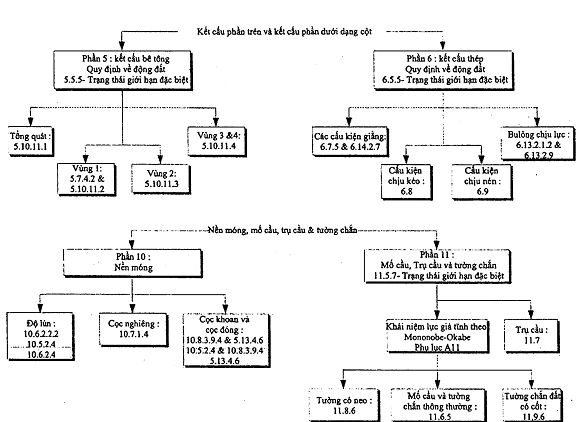 Kết cấu phần trên và kết cấu phần dưới dạng cột
Phần 5 : kết cấu bê tông
Quy định về động đất
5.5.5- Trạng thái giới hạn đặc biệt
Phần 6 : kết cấu thép
Quy định về động đất
6.5.5- Trạng thái giới hạn đặc biệt
Tổng quát :
5.10.11.1
Vùng 3 &4:
5.10.11.4
Vùng 1:
5.7.4.2 &
5.10.11.2
Vùng 2:
5.10.11.3
Các cấu kiện giằng:
6.7.5 & 6.14.2.7
Bulông chịu lực :
6.13.2.1.2 &
6.13.2.9
Cấu kiện
chịu kéo :
6.8
Cấu kiện
chịu nén :
6.9
Nền móng, mố cầu, trụ cầu & tường chắn
Phần 10 :
Nền móng
Phần 11 :
Mố cầu, Trụ cầu và tường chắn
11.5.7- Trạng thái giới hạn đặc biệt
Độ lún :
10.6.2.2.2
10.5.2.4
10.6.2.4
Cọc nghiêng :
10.7.1.4
Cọc khoan và
cọc đóng :
10.8.3.9.4 & 5.13.4.6
10.5.2.4 & 10.8.3.9.4
5.13.4.6
Khái niệm lực giả tĩnh theo
Mononobe-Okabe
Phụ lục A11
Trụ cầu :
11.7
Tường có neo :
11.8.6
Mố cầu và tường
chắn thông thường :
11.6.5
Tường chắn đất
có cốt :
11.9.6